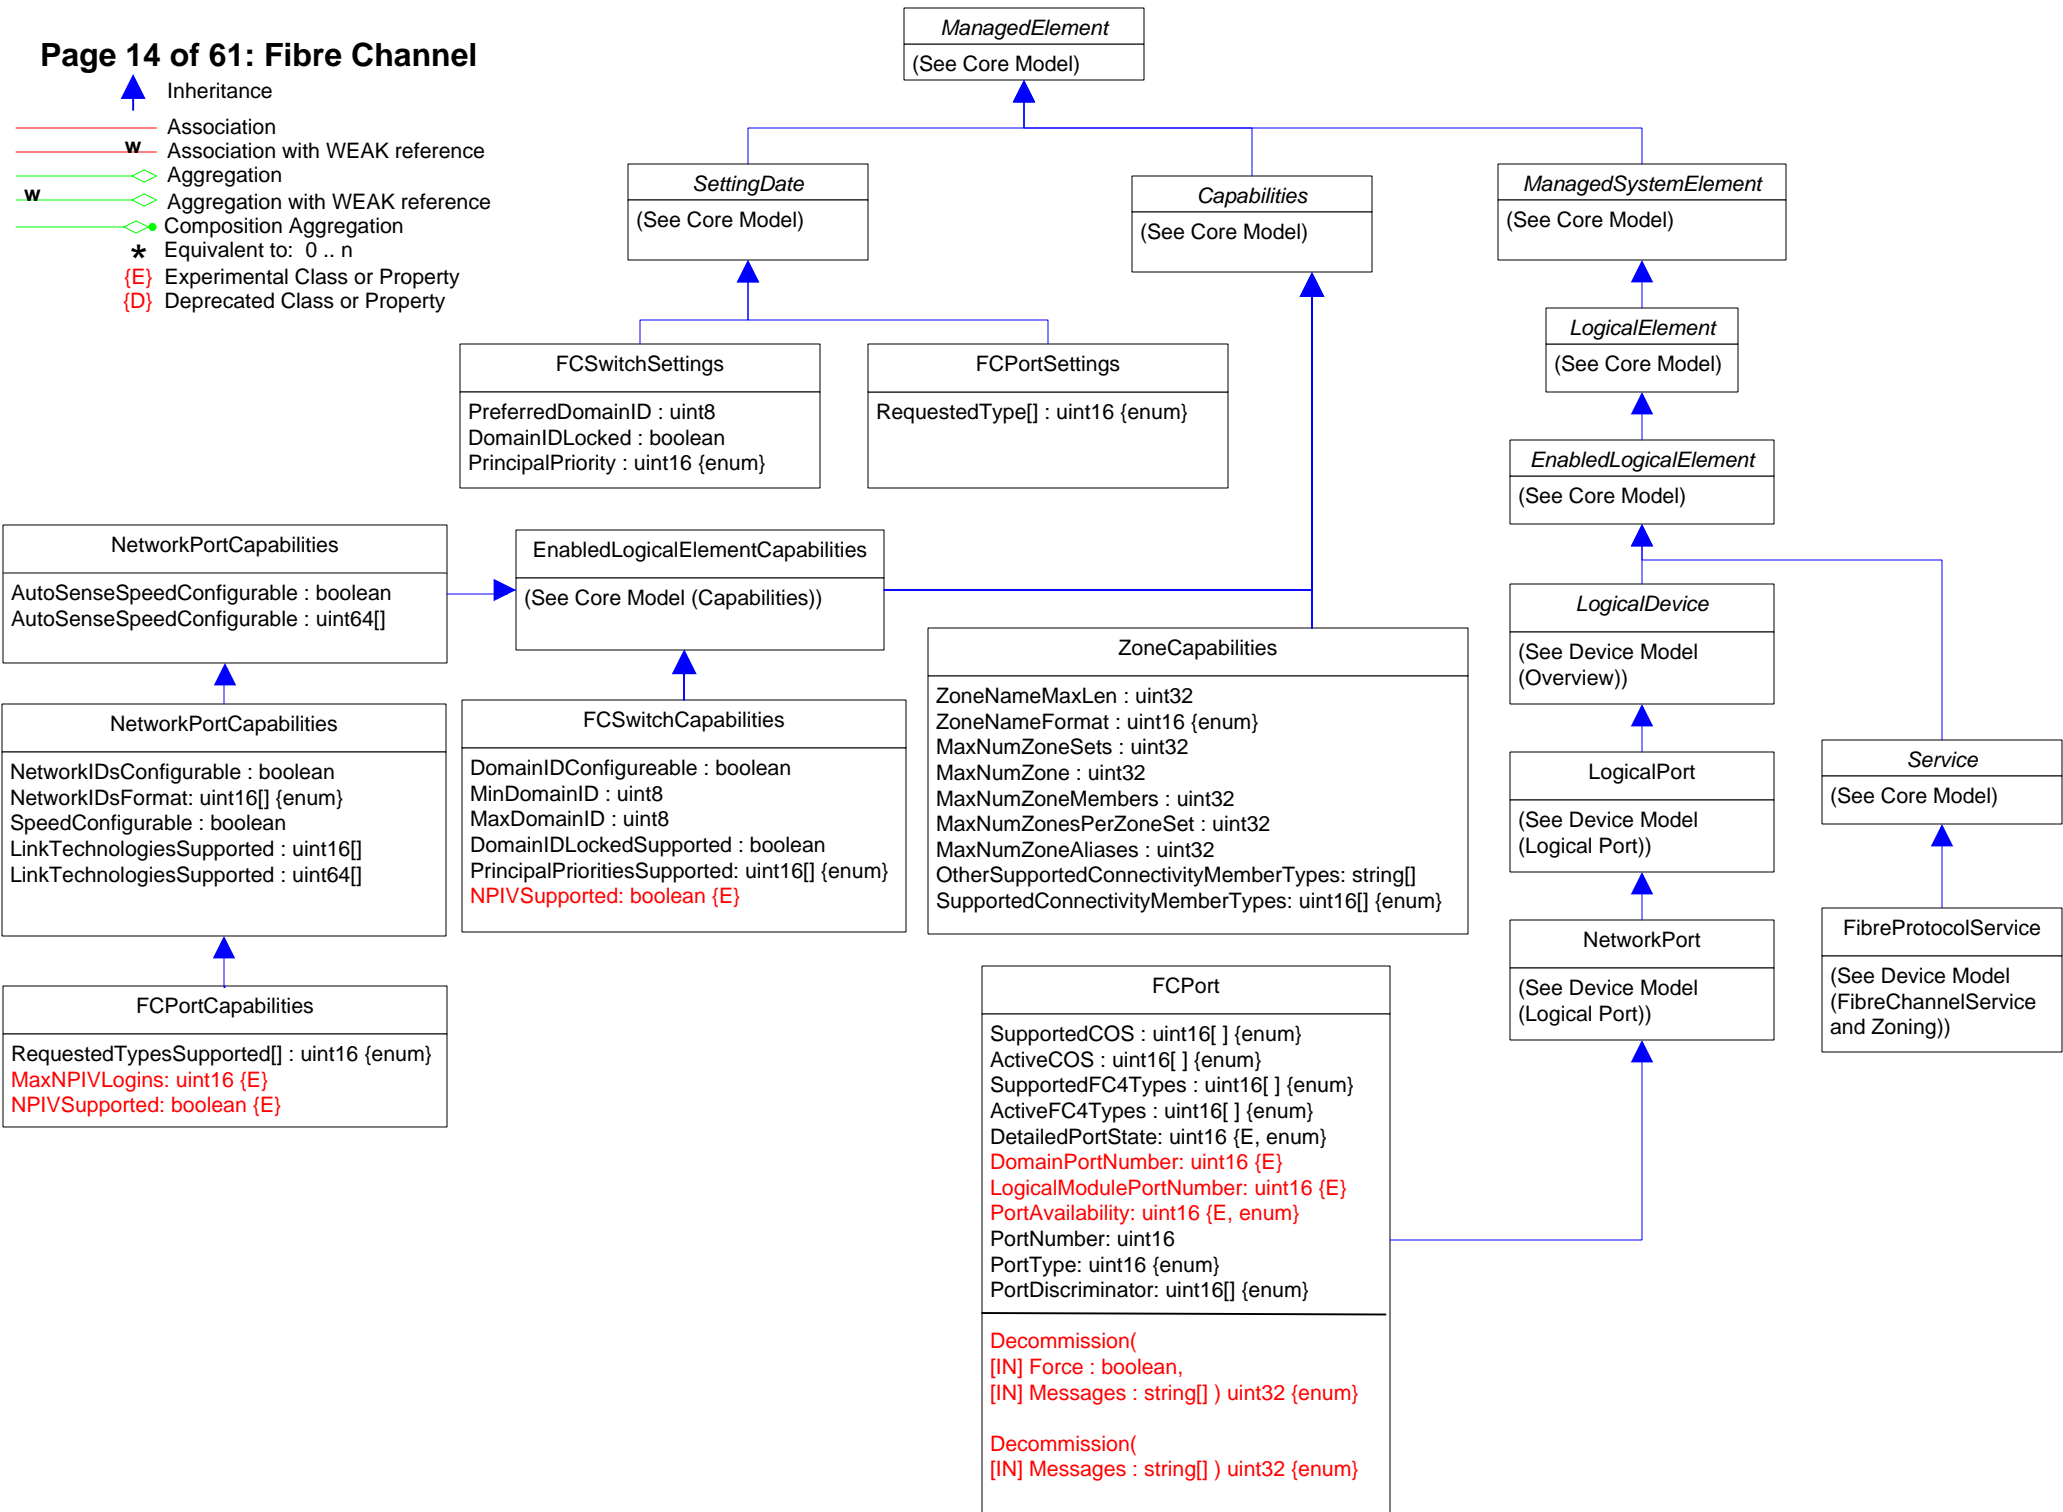 Page 14 of 61: Fibre Channel
Inheritance
Association
w Association with WEAK reference
Aggregation
w Aggregation with WEAK reference
Composition Aggregation
* Equivalent to: 0 .. n
{E} Experimental Class or Property
{D} Deprecated Class or Property
ManagedElement
(See Core Model)
SettingDate
(See Core Model)
Capabilities
(See Core Model)
ManagedSystemElement
(See Core Model)
LogicalElement
(See Core Model)
FCSwitchSettings
PreferredDomainID : uint8
DomainIDLocked : boolean
PrincipalPriority : uint16 {enum}
FCPortSettings
RequestedType[] : uint16 {enum}
EnabledLogicalElement
(See Core Model)
NetworkPortCapabilities
AutoSenseSpeedConfigurable : boolean
AutoSenseSpeedConfigurable : uint64[]
EnabledLogicalElementCapabilities
(See Core Model (Capabilities))
LogicalDevice
(See Device Model
(Overview))
ZoneCapabilities
ZoneNameMaxLen : uint32
ZoneNameFormat : uint16 {enum}
MaxNumZoneSets : uint32
MaxNumZone : uint32
MaxNumZoneMembers : uint32
MaxNumZonesPerZoneSet : uint32
MaxNumZoneAliases : uint32
OtherSupportedConnectivityMemberTypes: string[]
SupportedConnectivityMemberTypes: uint16[] {enum}
NetworkPortCapabilities
NetworkIDsConfigurable : boolean
NetworkIDsFormat: uint16[] {enum}
SpeedConfigurable : boolean
LinkTechnologiesSupported : uint16[]
LinkTechnologiesSupported : uint64[]
FCSwitchCapabilities
DomainIDConfigureable : boolean
MinDomainID : uint8
MaxDomainID : uint8
DomainIDLockedSupported : boolean
PrincipalPrioritiesSupported: uint16[] {enum}
NPIVSupported: boolean {E}
LogicalPort
(See Device Model
(Logical Port))
Service
(See Core Model)
NetworkPort
(See Device Model
(Logical Port))
FibreProtocolService
(See Device Model
(FibreChannelService
and Zoning))
FCPortCapabilities
RequestedTypesSupported[] : uint16 {enum}
MaxNPIVLogins: uint16 {E}
NPIVSupported: boolean {E}
FCPort
SupportedCOS : uint16[ ] {enum}
ActiveCOS : uint16[ ] {enum}
SupportedFC4Types : uint16[ ] {enum}
ActiveFC4Types : uint16[ ] {enum}
DetailedPortState: uint16 {E, enum}
DomainPortNumber: uint16 {E}
LogicalModulePortNumber: uint16 {E}
PortAvailability: uint16 {E, enum}
PortNumber: uint16
PortType: uint16 {enum}
PortDiscriminator: uint16[] {enum}
Decommission(
[IN] Force : boolean,
[IN] Messages : string[] ) uint32 {enum}
Decommission(
[IN] Messages : string[] ) uint32 {enum}